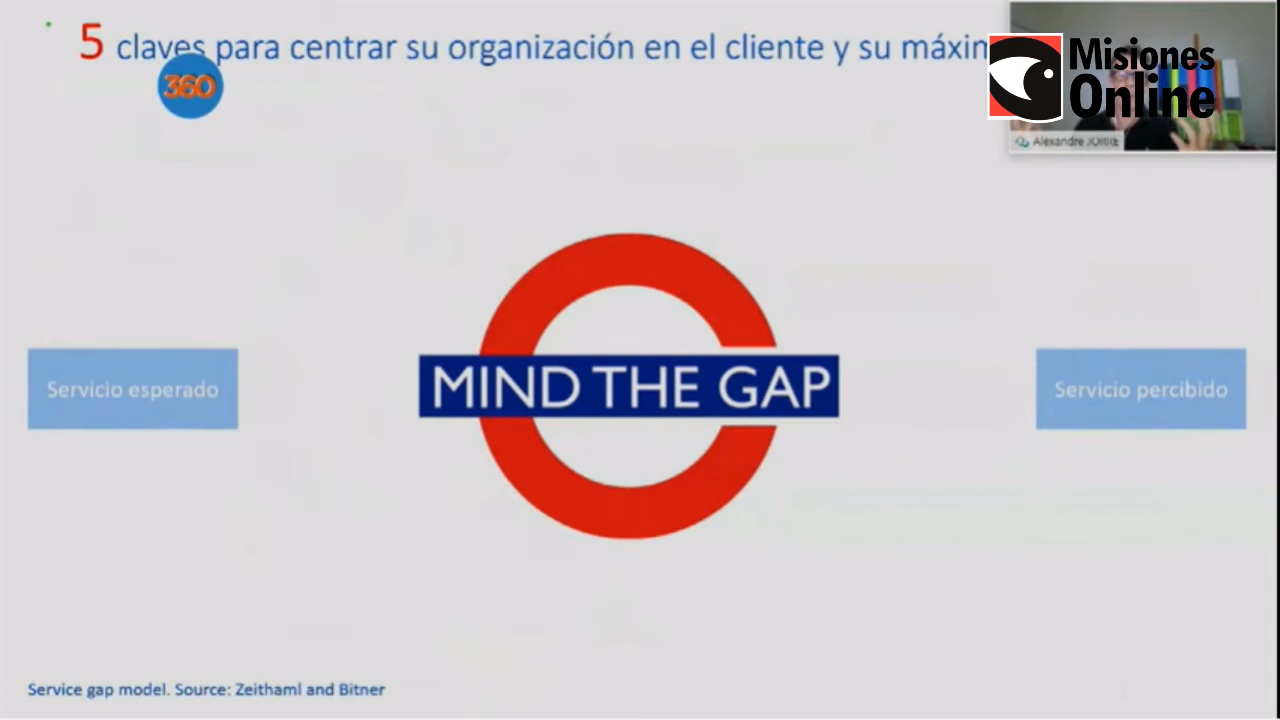 5 claves para centrar su organización en el cliente y su
360
Misiones
Online
Alexandre
MIND THE GAP
Servicio esperado
Servicio percibido
Service gap model. Source: Zeithaml and Bitner